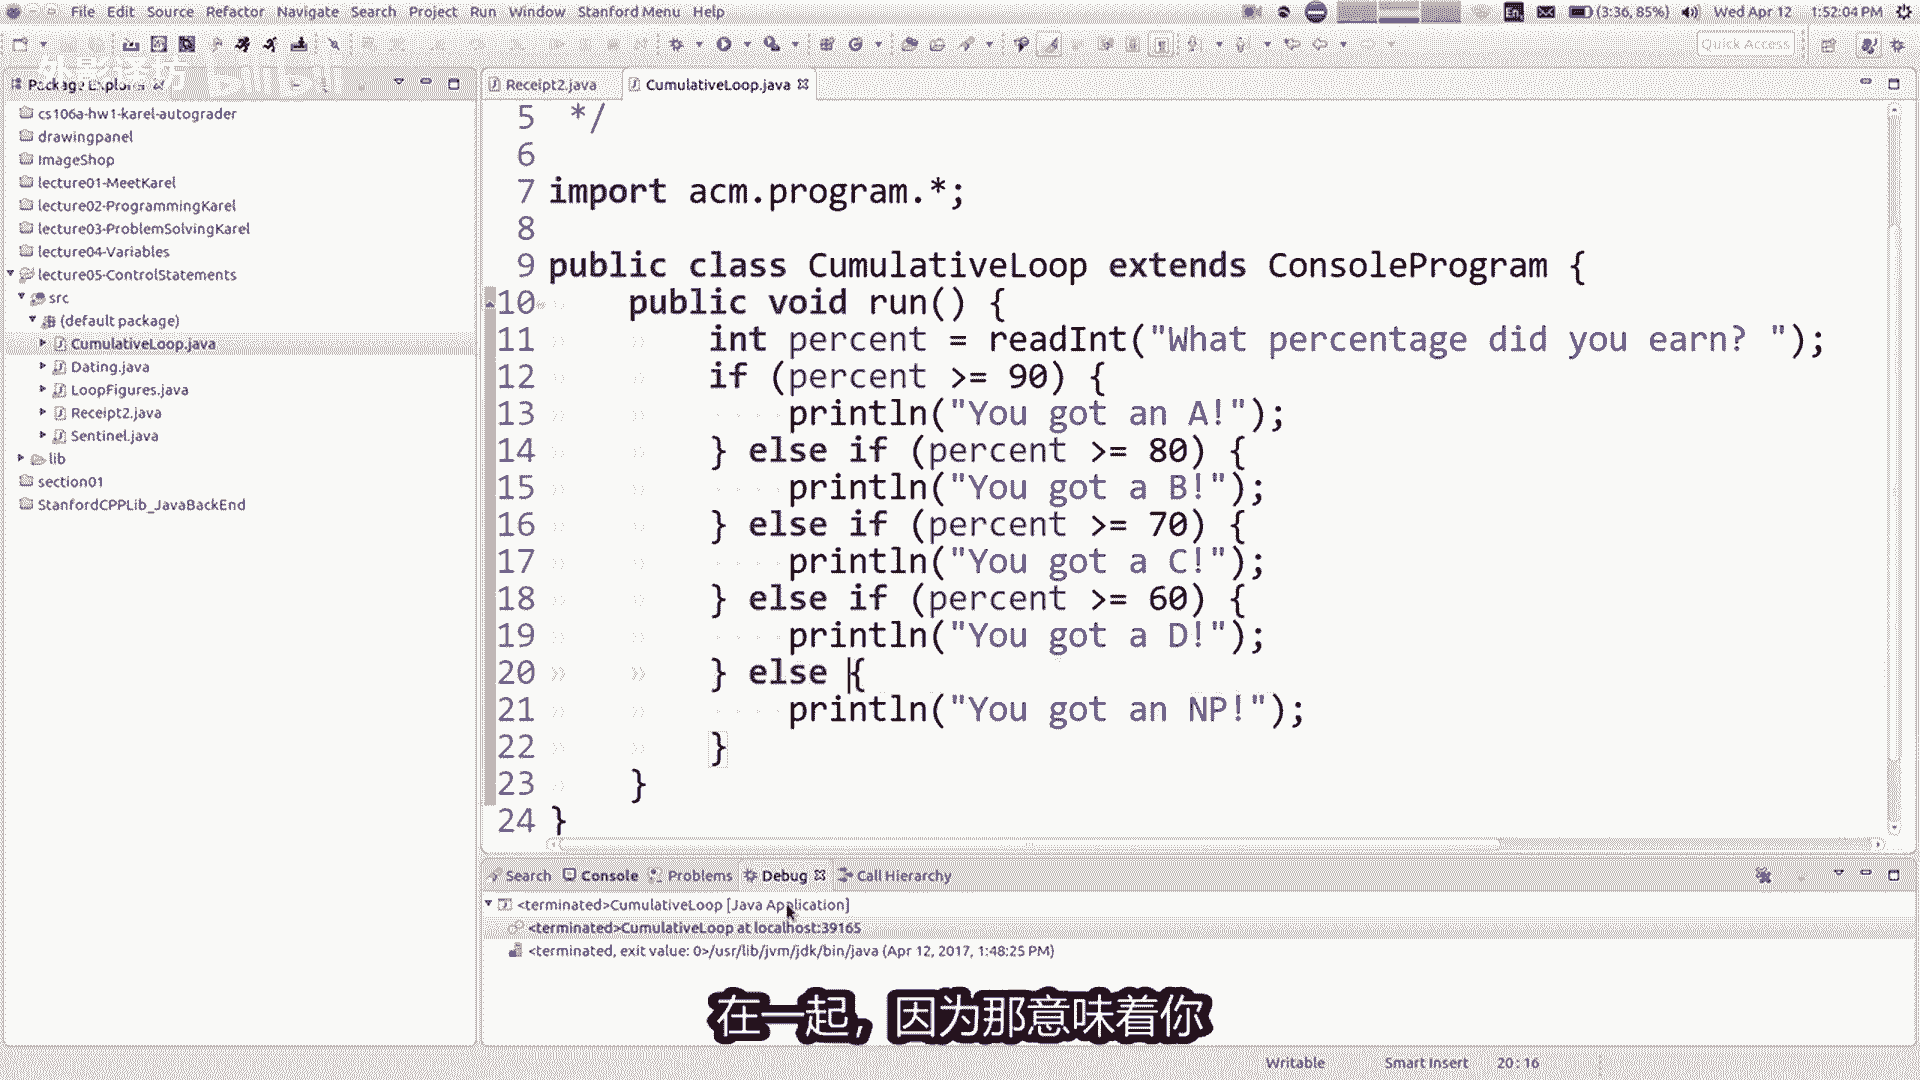 File Edit Source Refactor Navigate Search Project Run Window Stanford Menu Help
En (3:36, 85%) Wed Apr 12 1:52:04 PM
Quick Access
外影译坊 bilibili
Package Explorer
Receipt2.java CumulativeLoop.java
cs106a-hw1-karel-autograder
drawingpanel
ImageShop
lecture01-MeetKarel
lecture02-ProgrammingKarel
lecture03-ProblemSolvingKarel
lecture04-Variables
lecture05-ControlStatements
src
(default package)
CumulativeLoop.java
Dating.java
LoopFigures.java
Receipt2.java
Sentinel.java
lib
section01
StanfordCPPLib_JavaBackEnd
5 */
6
7 import acm.program.*;
8
9 public class CumulativeLoop extends ConsoleProgram {
10 public void run() {
11 int percent = readInt("What percentage did you earn? ");
12 if (percent >= 90) {
13 println("You got an A!");
14 } else if (percent >= 80) {
15 println("You got a B!");
16 } else if (percent >= 70) {
17 println("You got a C!");
18 } else if (percent >= 60) {
19 println("You got a D!");
20 } else {
21 println("You got an NP!");
22 }
23 }
24 }
Search Console Problems Debug Call Hierarchy
<terminated>CumulativeLoop [Java Application]
<terminated>CumulativeLoop at localhost:39165
<terminated, exit value: 0>/usr/lib/jvm/jdk/bin/java (Apr 12, 2017, 1:48:25 PM)
在一起，因为那意味着你
Writable Smart Insert 20 : 16